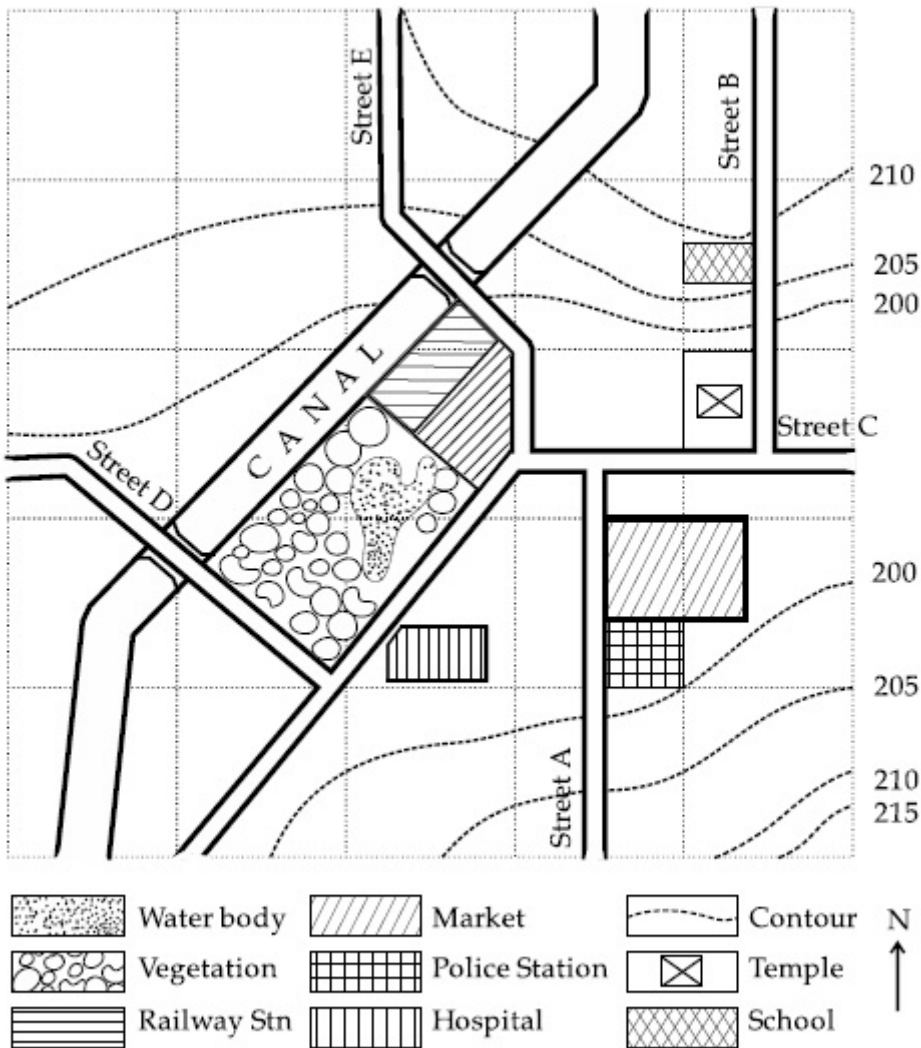 Street E
Street B
210
205
200
CANAL
Street C
Street D
200
205
Street A
210
215
Water body
Market
Contour
N
Vegetation
Police Station
Temple
Railway Stn
Hospital
School